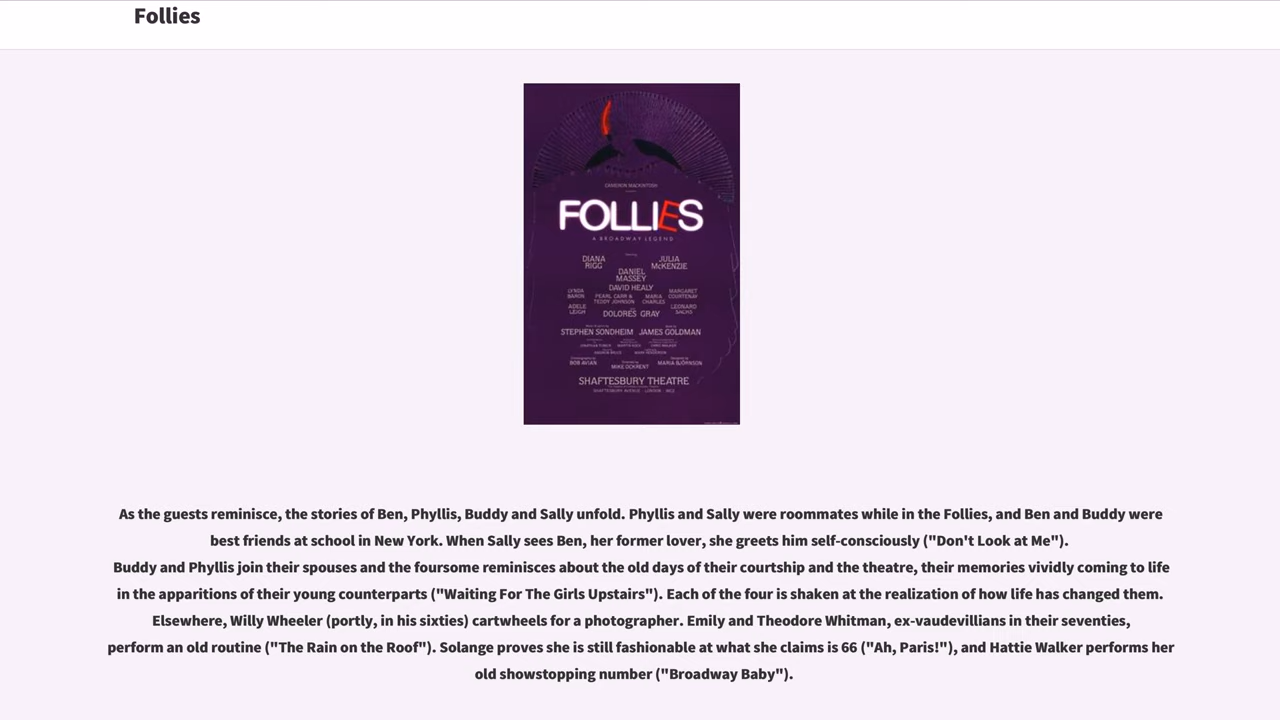 Follies
CAMERON MACKINTOSH
FOLLIES
A BROADWAY LEGEND
DIANA RIGG
JULIA McKENZIE
DANIEL MASSEY
DAVID HEALY
LYNDA BARON
PEARL CARR & TEDDY JOHNSON
MARIA CHARLES
MARGARET COURTENAY
ADELE LEIGH
LEONARD SACHS
DOLORES GRAY
STEPHEN SONDHEIM JAMES GOLDMAN
BOB AVIAN
MIKE OCKRENT
MARIA BJÖRNSON
SHAFTESBURY THEATRE
As the guests reminisce, the stories of Ben, Phyllis, Buddy and Sally unfold. Phyllis and Sally were roommates while in the Follies, and Ben and Buddy were
best friends at school in New York. When Sally sees Ben, her former lover, she greets him self-consciously ("Don't Look at Me").
Buddy and Phyllis join their spouses and the foursome reminisces about the old days of their courtship and the theatre, their memories vividly coming to life
in the apparitions of their young counterparts ("Waiting For The Girls Upstairs"). Each of the four is shaken at the realization of how life has changed them.
Elsewhere, Willy Wheeler (portly, in his sixties) cartwheels for a photographer. Emily and Theodore Whitman, ex-vaudevillians in their seventies,
perform an old routine ("The Rain on the Roof"). Solange proves she is still fashionable at what she claims is 66 ("Ah, Paris!"), and Hattie Walker performs her
old showstopping number ("Broadway Baby").